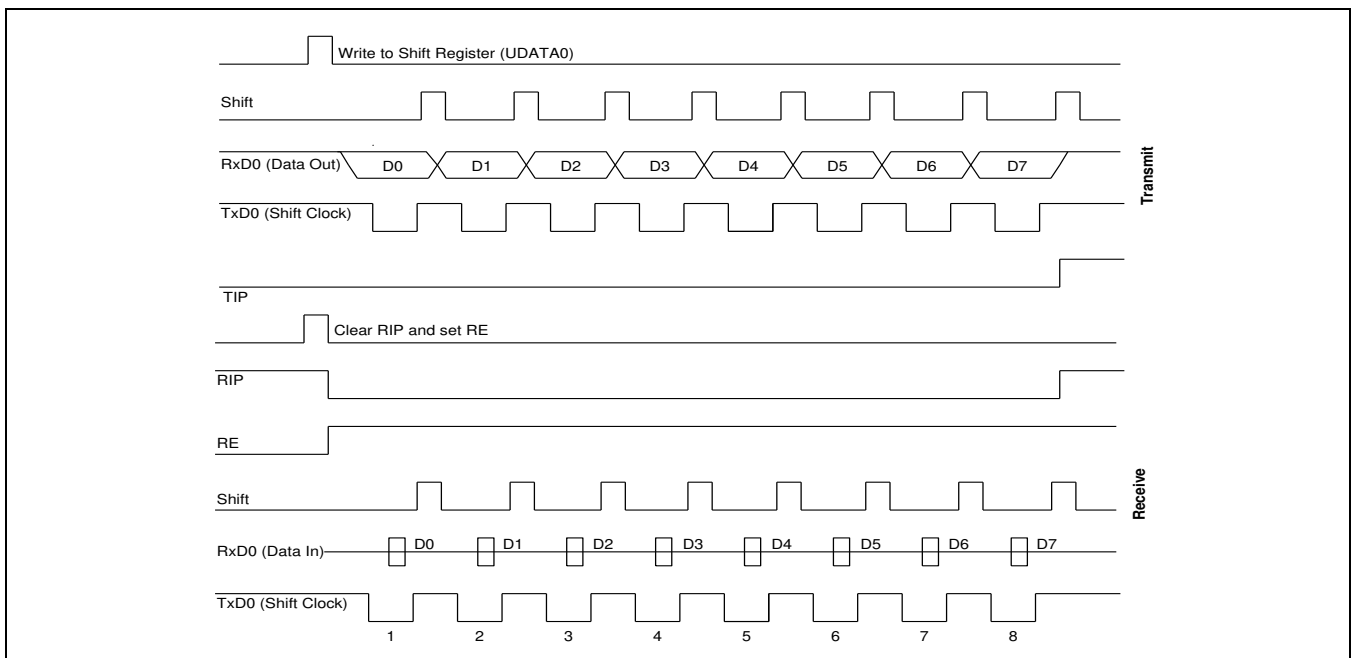 Write to Shift Register (UDATA0)
Shift
RxD0 (Data Out)
D0 D1 D2 D3 D4 D5 D6 D7
TxD0 (Shift Clock)
TIP
Transmit
Clear RIP and set RE
RIP
RE
Shift
RxD0 (Data In)
D0 D1 D2 D3 D4 D5 D6 D7
TxD0 (Shift Clock)
1 2 3 4 5 6 7 8
Receive